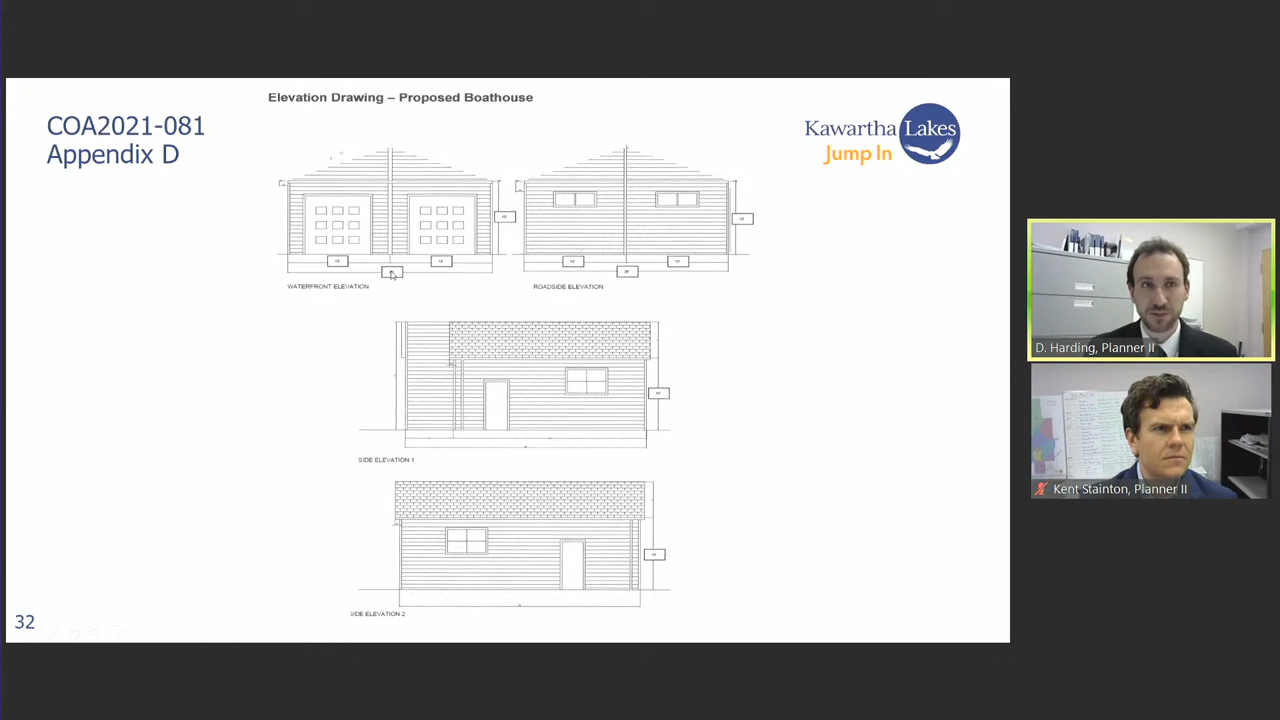 Elevation Drawing – Proposed Boathouse
COA2021-081
Appendix D
Kawartha Lakes
Jump In
WATERFRONT ELEVATION
ROADSIDE ELEVATION
SIDE ELEVATION 1
SIDE ELEVATION 2
32
D. Harding, Planner II
Kent Stainton, Planner II